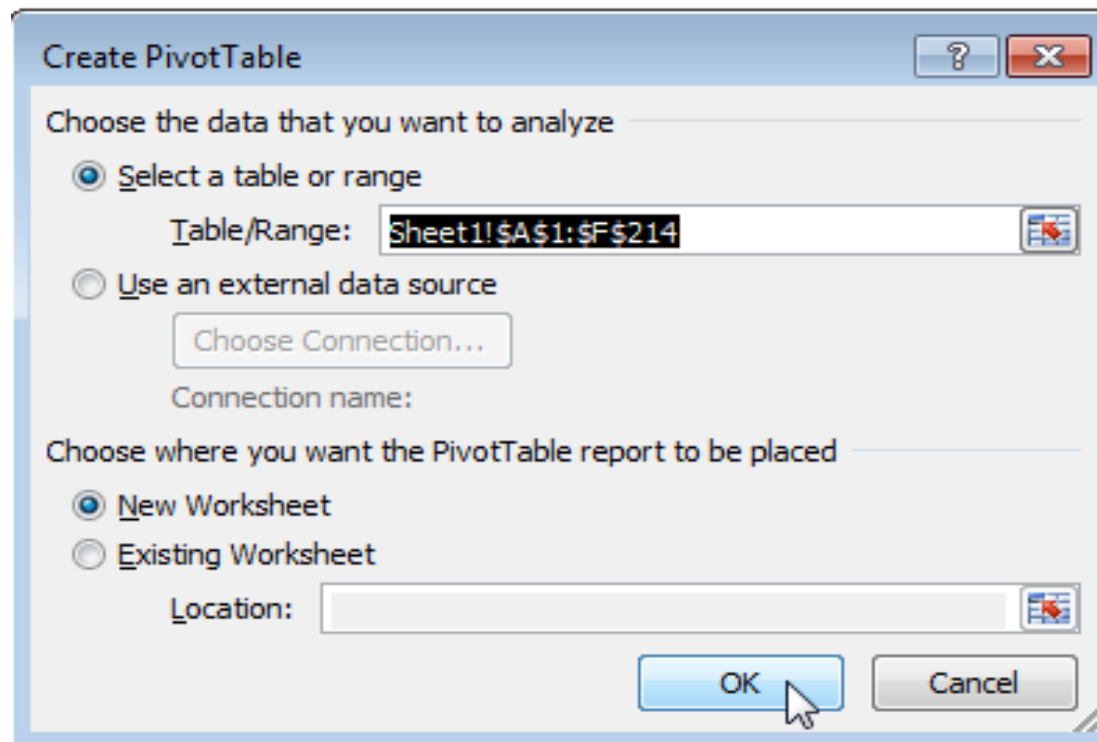 Create PivotTable
Choose the data that you want to analyze
Select a table or range
Table/Range: Sheet1!$A$1:$F$214
Use an external data source
Choose Connection...
Connection name:
Choose where you want the PivotTable report to be placed
New Worksheet
Existing Worksheet
Location:
OK Cancel